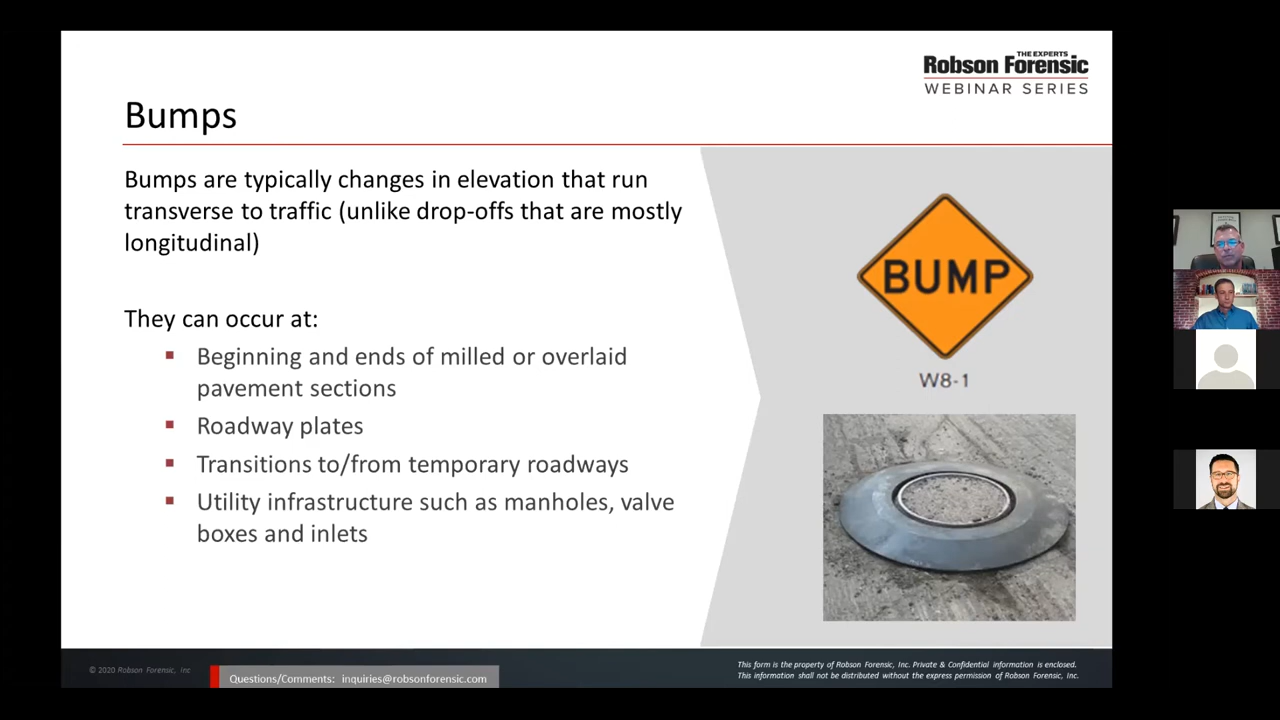 THE EXPERTS
Robson Forensic
WEBINAR SERIES
Bumps
Bumps are typically changes in elevation that run
transverse to traffic (unlike drop-offs that are mostly
longitudinal)
They can occur at:
▪ Beginning and ends of milled or overlaid
pavement sections
▪ Roadway plates
▪ Transitions to/from temporary roadways
▪ Utility infrastructure such as manholes, valve
boxes and inlets
BUMP
W8-1
© 2020 Robson Forensic, Inc
Questions/Comments: inquiries@robsonforensic.com
This form is the property of Robson Forensic, Inc. Private & Confidential information is enclosed.
This information shall not be distributed without the express permission of Robson Forensic, Inc.